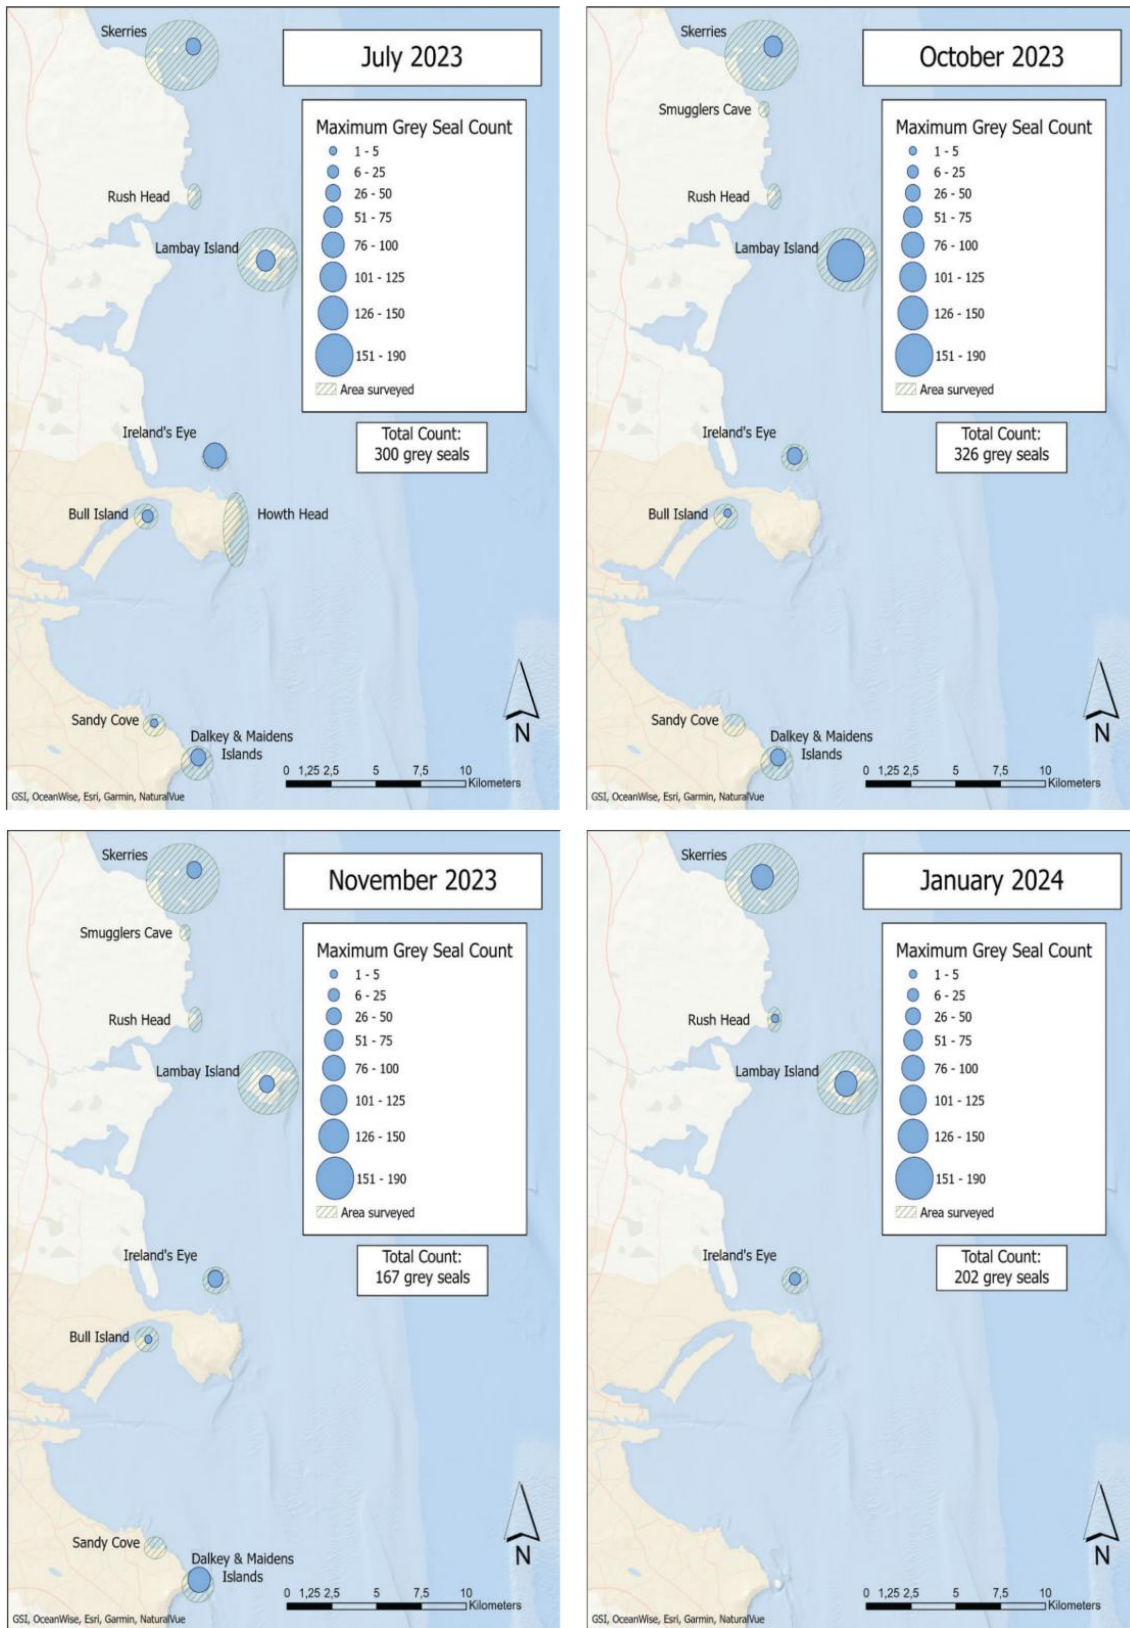 Skerries
July 2023
Maximum Grey Seal Count
1 - 5
6 - 25
26 - 50
51 - 75
76 - 100
101 - 125
126 - 150
151 - 190
Area surveyed
Rush Head
Lambay Island
Total Count:
300 grey seals
Ireland's Eye
Bull Island
Howth Head
Sandy Cove
Dalkey & Maidens
Islands
N
0 1,25 2,5 5 7,5 10
Kilometers
GSI, OceanWise, Esri, Garmin, NaturalVue
Skerries
October 2023
Smugglers Cave
Maximum Grey Seal Count
1 - 5
6 - 25
26 - 50
51 - 75
76 - 100
101 - 125
126 - 150
151 - 190
Area surveyed
Rush Head
Lambay Island
Total Count:
326 grey seals
Ireland's Eye
Bull Island
Sandy Cove
Dalkey & Maidens
Islands
N
0 1,25 2,5 5 7,5 10
Kilometers
GSI, OceanWise, Esri, Garmin, NaturalVue
Skerries
November 2023
Smugglers Cave
Maximum Grey Seal Count
1 - 5
6 - 25
26 - 50
51 - 75
76 - 100
101 - 125
126 - 150
151 - 190
Area surveyed
Rush Head
Lambay Island
Total Count:
167 grey seals
Ireland's Eye
Bull Island
Sandy Cove
Dalkey & Maidens
Islands
N
0 1,25 2,5 5 7,5 10
Kilometers
GSI, OceanWise, Esri, Garmin, NaturalVue
Skerries
January 2024
Maximum Grey Seal Count
1 - 5
6 - 25
26 - 50
51 - 75
76 - 100
101 - 125
126 - 150
151 - 190
Area surveyed
Rush Head
Lambay Island
Total Count:
202 grey seals
Ireland's Eye
N
0 1,25 2,5 5 7,5 10
Kilometers
GSI, OceanWise, Esri, Garmin, NaturalVue